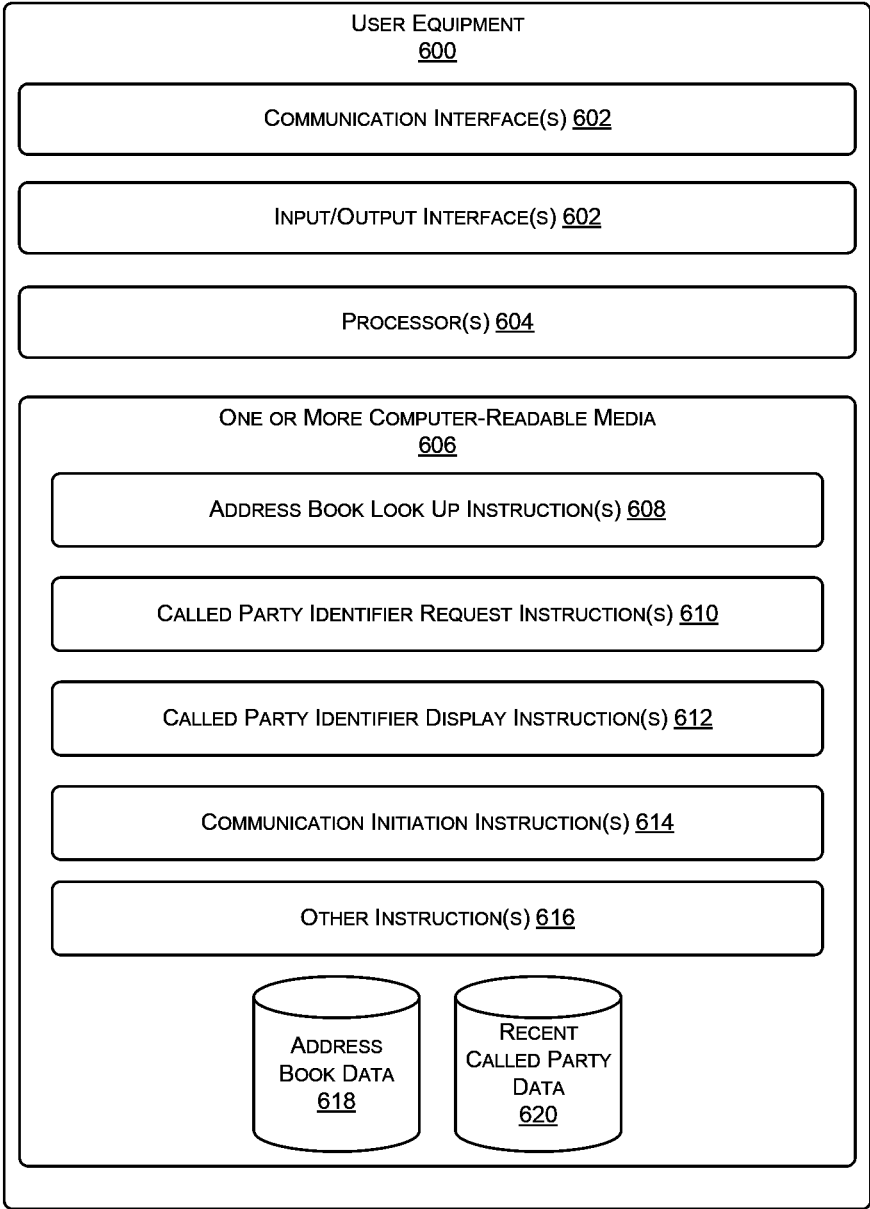 USER EQUIPMENT
600
COMMUNICATION INTERFACE(S) 602
INPUT/OUTPUT INTERFACE(S) 602
PROCESSOR(S) 604
ONE OR MORE COMPUTER-READABLE MEDIA
606
ADDRESS BOOK LOOK UP INSTRUCTION(S) 608
CALLED PARTY IDENTIFIER REQUEST INSTRUCTION(S) 610
CALLED PARTY IDENTIFIER DISPLAY INSTRUCTION(S) 612
COMMUNICATION INITIATION INSTRUCTION(S) 614
OTHER INSTRUCTION(S) 616
ADDRESS
BOOK DATA
618
RECENT
CALLED PARTY
DATA
620